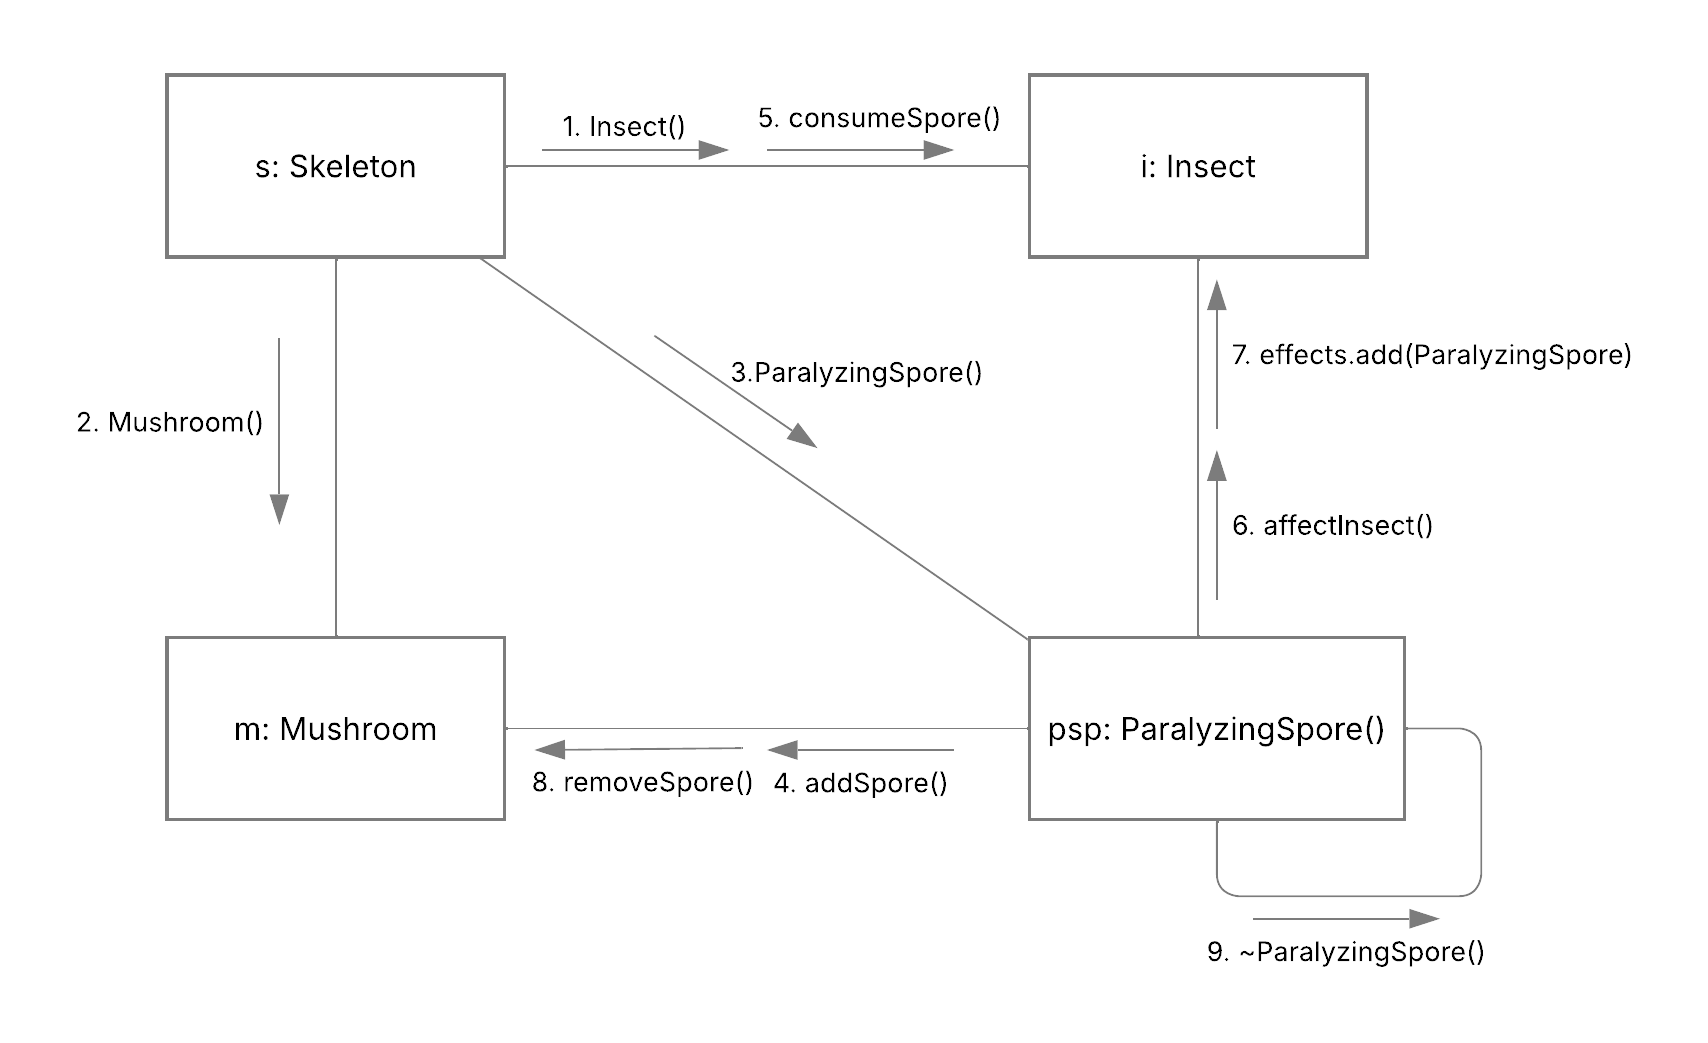 1. Insect()
5. consumeSpore()
s: Skeleton
i: Insect
7. effects.add(ParalyzingSpore)
3.ParalyzingSpore()
2. Mushroom()
6. affectInsect()
m: Mushroom
psp: ParalyzingSpore()
8. removeSpore()
4. addSpore()
9. ~ParalyzingSpore()